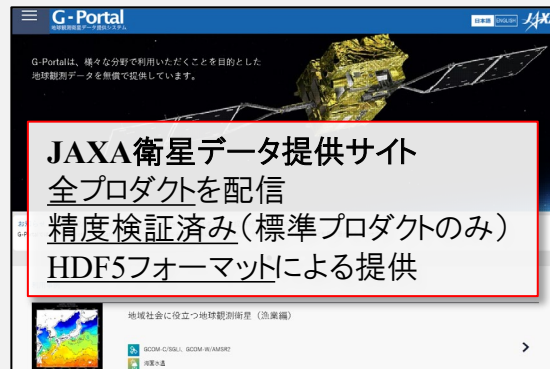 G-Portal
地球観測衛星データ提供システム
日本語 ENGLISH JAXA
G-Portalは、様々な分野で利用いただくことを目的とした
地球観測データを無償で提供しています。
JAXA衛星データ提供サイト
全プロダクトを配信
精度検証済み（標準プロダクトのみ）
HDF5フォーマットによる提供
地域社会に役立つ地球観測衛星（漁業編）
GCOM-C/SGLI、GCOM-W/AMSR2
海面水温